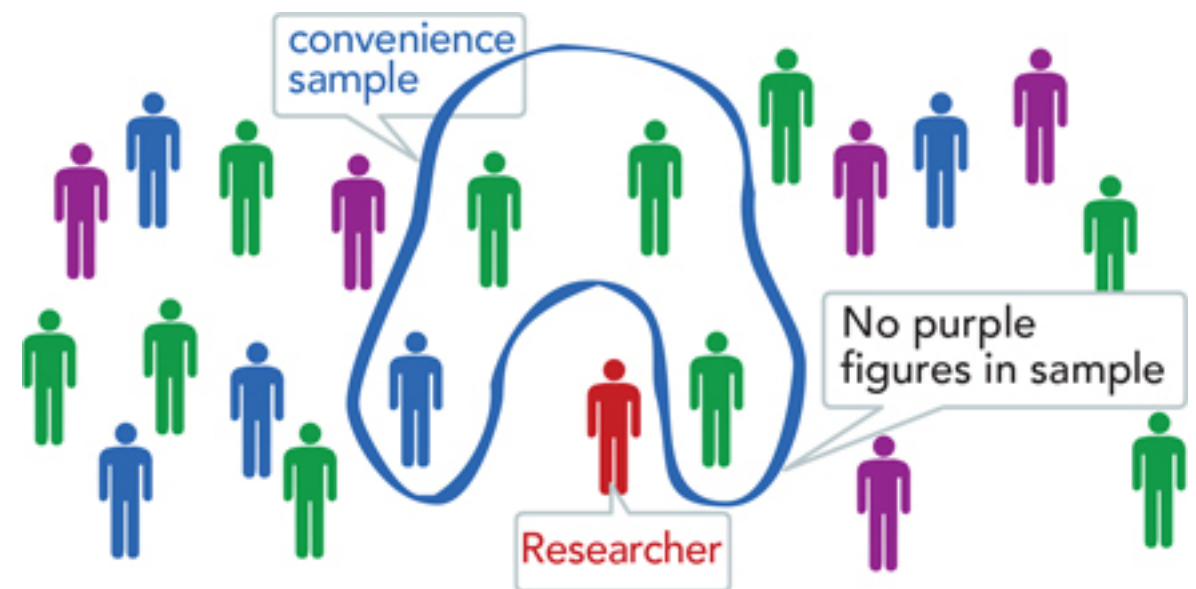 convenience
sample
No purple
figures in sample
Researcher